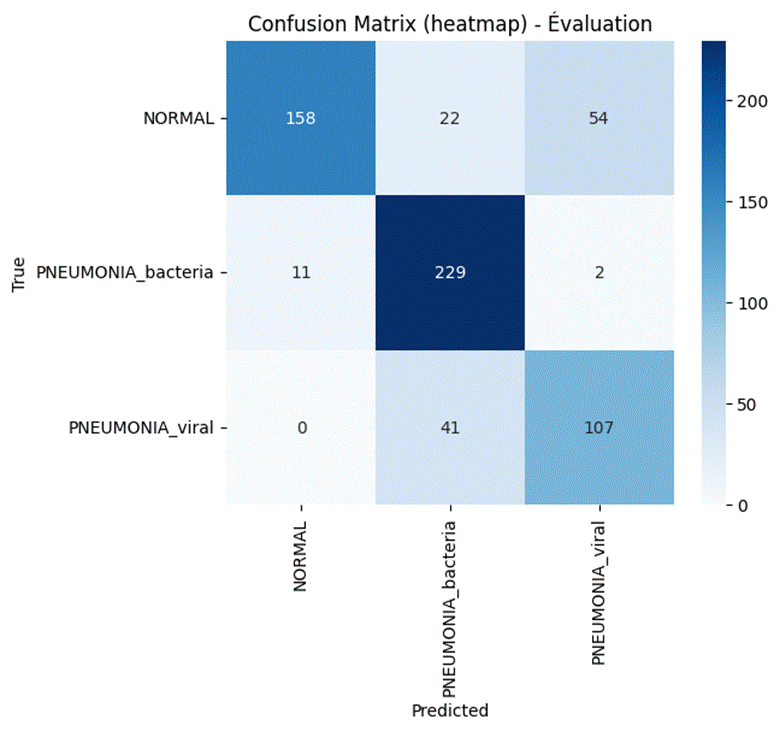 Confusion Matrix (heatmap) - Évaluation
NORMAL 158 22 54
PNEUMONIA_bacteria 11 229 2
PNEUMONIA_viral 0 41 107
True
NORMAL PNEUMONIA_bacteria PNEUMONIA_viral
Predicted
200
150
100
50
0